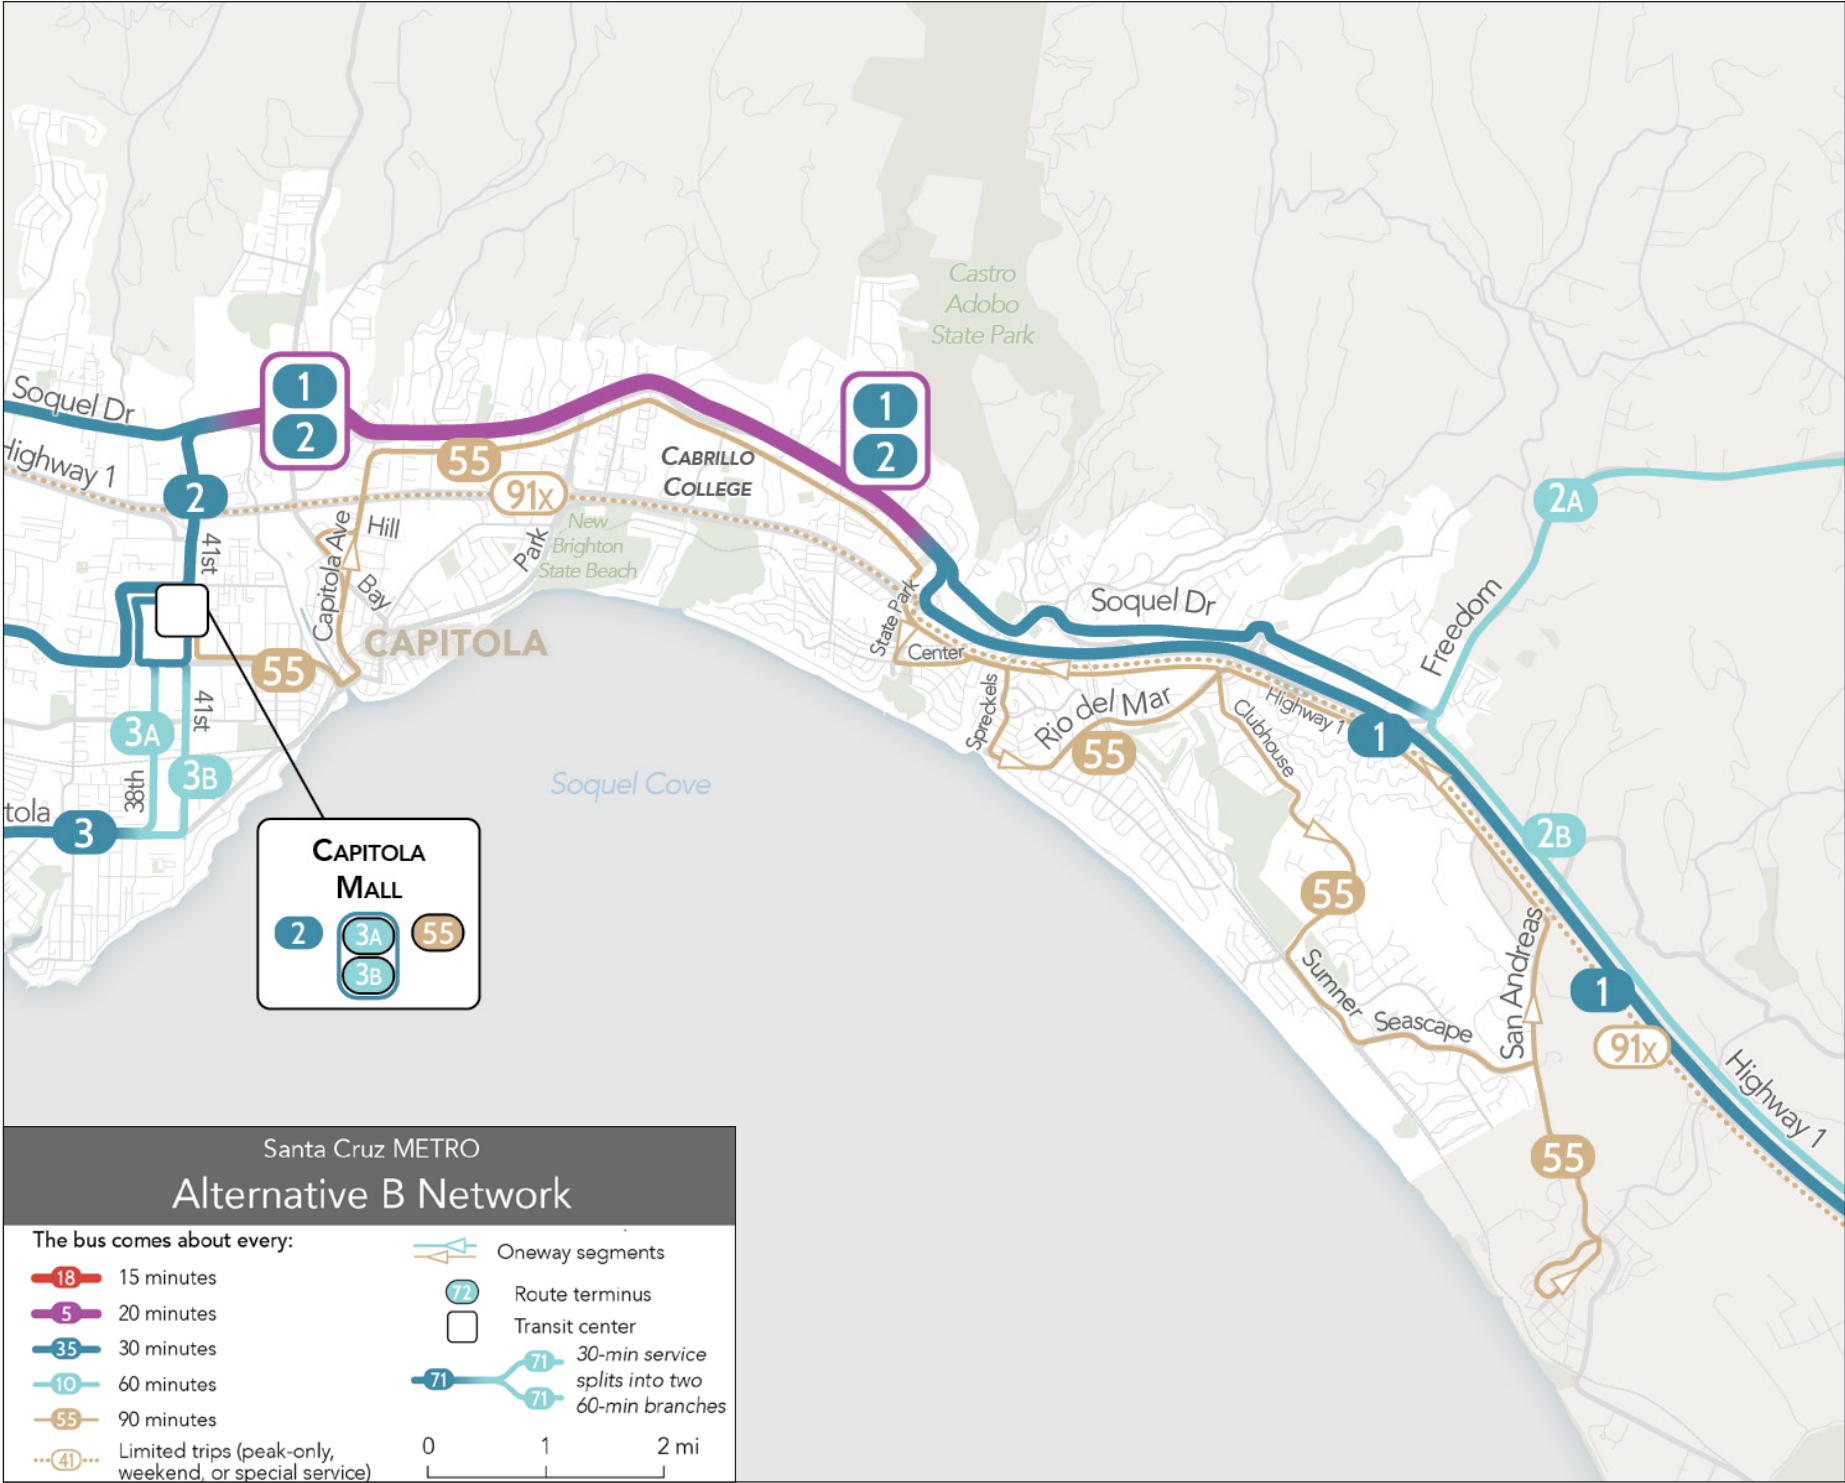 Castro
Adobo
State Park
Soquel Dr
1
2
1
2
Highway 1
2
55
91x
CABRILLO
COLLEGE
2A
41st
Capitola Ave
Hill
Park
New
Brighton
State Beach
Bay
CAPITOLA
State Park
Center
Soquel Dr
Freedom
55
3A
41st
3B
38th
tola
3
Spreckels
Rio del Mar
55
Clubhouse
Highway 1
1
2B
Soquel Cove
CAPITOLA
MALL
2
3A
3B
55
55
Sumner
Seascape
San Andreas
1
91x
Highway 1
55
Santa Cruz METRO
Alternative B Network
The bus comes about every:
18 15 minutes
5 20 minutes
35 30 minutes
10 60 minutes
55 90 minutes
41 Limited trips (peak-only,
weekend, or special service)
Oneway segments
72 Route terminus
Transit center
71 71 71 30-min service
splits into two
60-min branches
0 1 2 mi